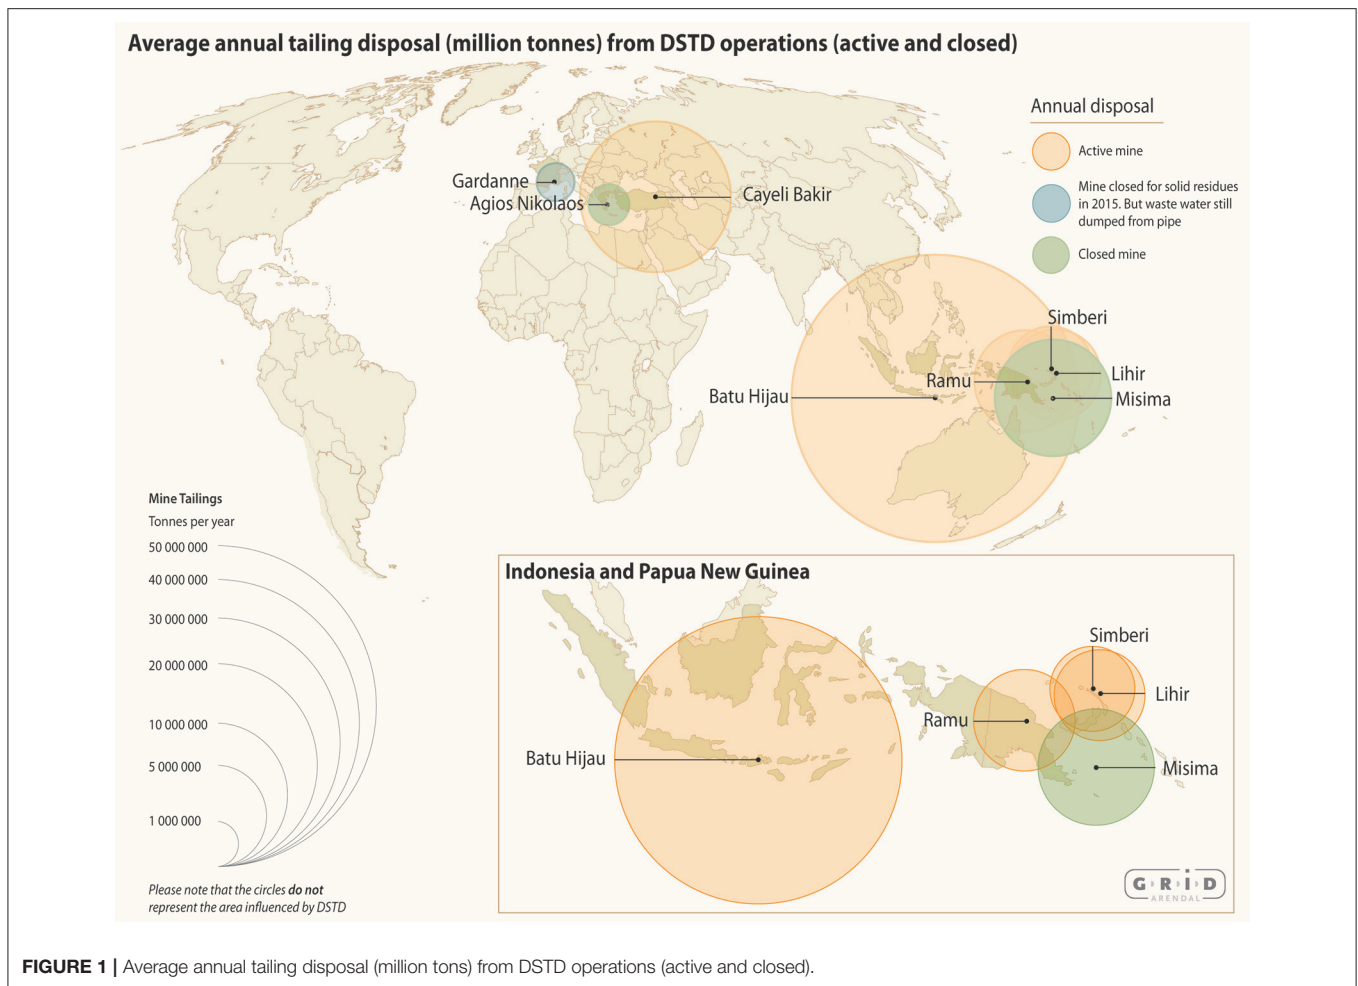 Average annual tailing disposal (million tonnes) from DSTD operations (active and closed)
Annual disposal
Active mine
Mine closed for solid residues
in 2015. But waste water still
dumped from pipe
Closed mine
Gardanne
Agios Nikolaos
Cayeli Bakir
Simberi
Ramu
Lihir
Batu Hijau
Misima
Mine Tailings
Tonnes per year
50 000 000
40 000 000
30 000 000
20 000 000
10 000 000
5 000 000
1 000 000
Please note that the circles do not
represent the area influenced by DSTD
Indonesia and Papua New Guinea
Simberi
Lihir
Ramu
Batu Hijau
Misima
G R I D
ARENDAL
FIGURE 1 | Average annual tailing disposal (million tons) from DSTD operations (active and closed).